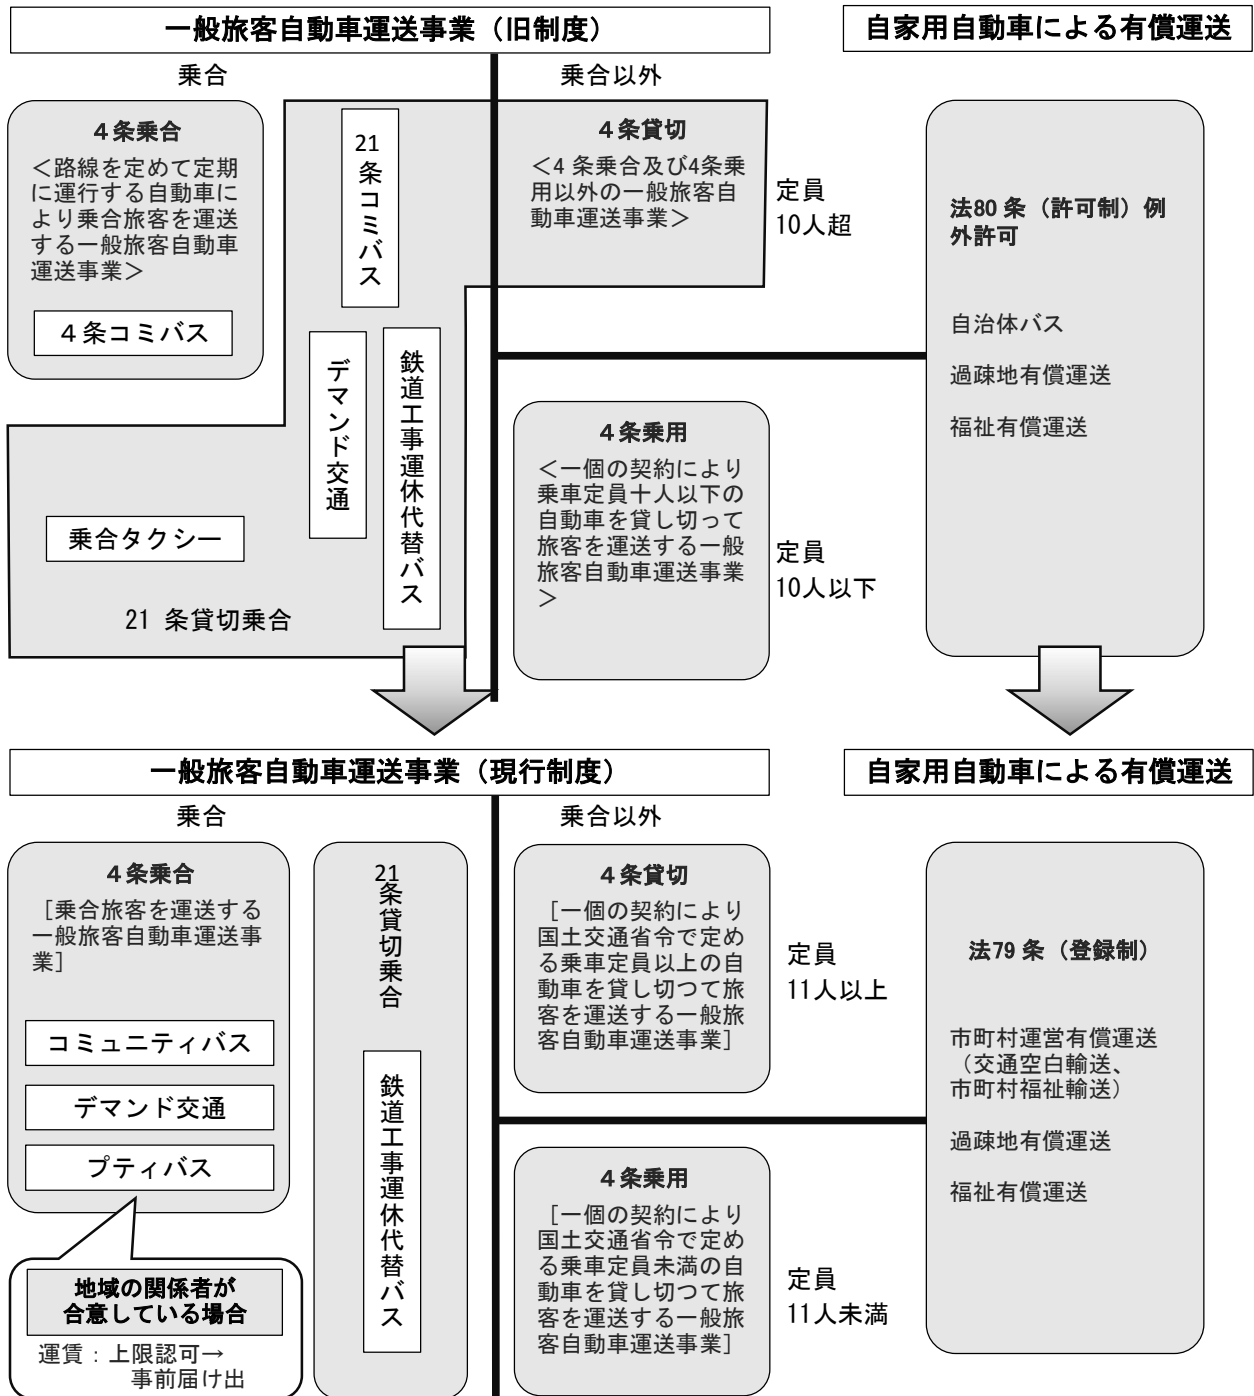 一般旅客自動車運送事業（旧制度）
自家用自動車による有償運送
乗合
乗合以外
４条乗合
＜路線を定めて定期
に運行する自動車に
より乗合旅客を運送
する一般旅客自動車
運送事業＞
４条コミバス
21
条コミバス
デマンド交通
鉄道工事運休代替バス
乗合タクシー
21 条貸切乗合
４条貸切
＜4 条乗合及び4条乗
用以外の一般旅客自
動車運送事業＞
定員
10人超
４条乗用
＜一個の契約により
乗車定員十人以下の
自動車を貸し切って
旅客を運送する一般
旅客自動車運送事業
＞
定員
10人以下
法80 条（許可制）例
外許可
自治体バス
過疎地有償運送
福祉有償運送
一般旅客自動車運送事業（現行制度）
自家用自動車による有償運送
乗合
乗合以外
４条乗合
［乗合旅客を運送する
一般旅客自動車運送事
業］
コミュニティバス
デマンド交通
プティバス
地域の関係者が
合意している場合
運賃：上限認可→
事前届け出
21
条貸切乗合
鉄道工事運休代替バス
４条貸切
［一個の契約により
国土交通省令で定め
る乗車定員以上の自
動車を貸し切つて旅
客を運送する一般旅
客自動車運送事業］
定員
11人以上
４条乗用
［一個の契約により
国土交通省令で定め
る乗車定員未満の自
動車を貸し切つて旅
客を運送する一般旅
客自動車運送事業］
定員
11人未満
法79 条（登録制）
市町村運営有償運送
（交通空白輸送、
市町村福祉輸送）
過疎地有償運送
福祉有償運送